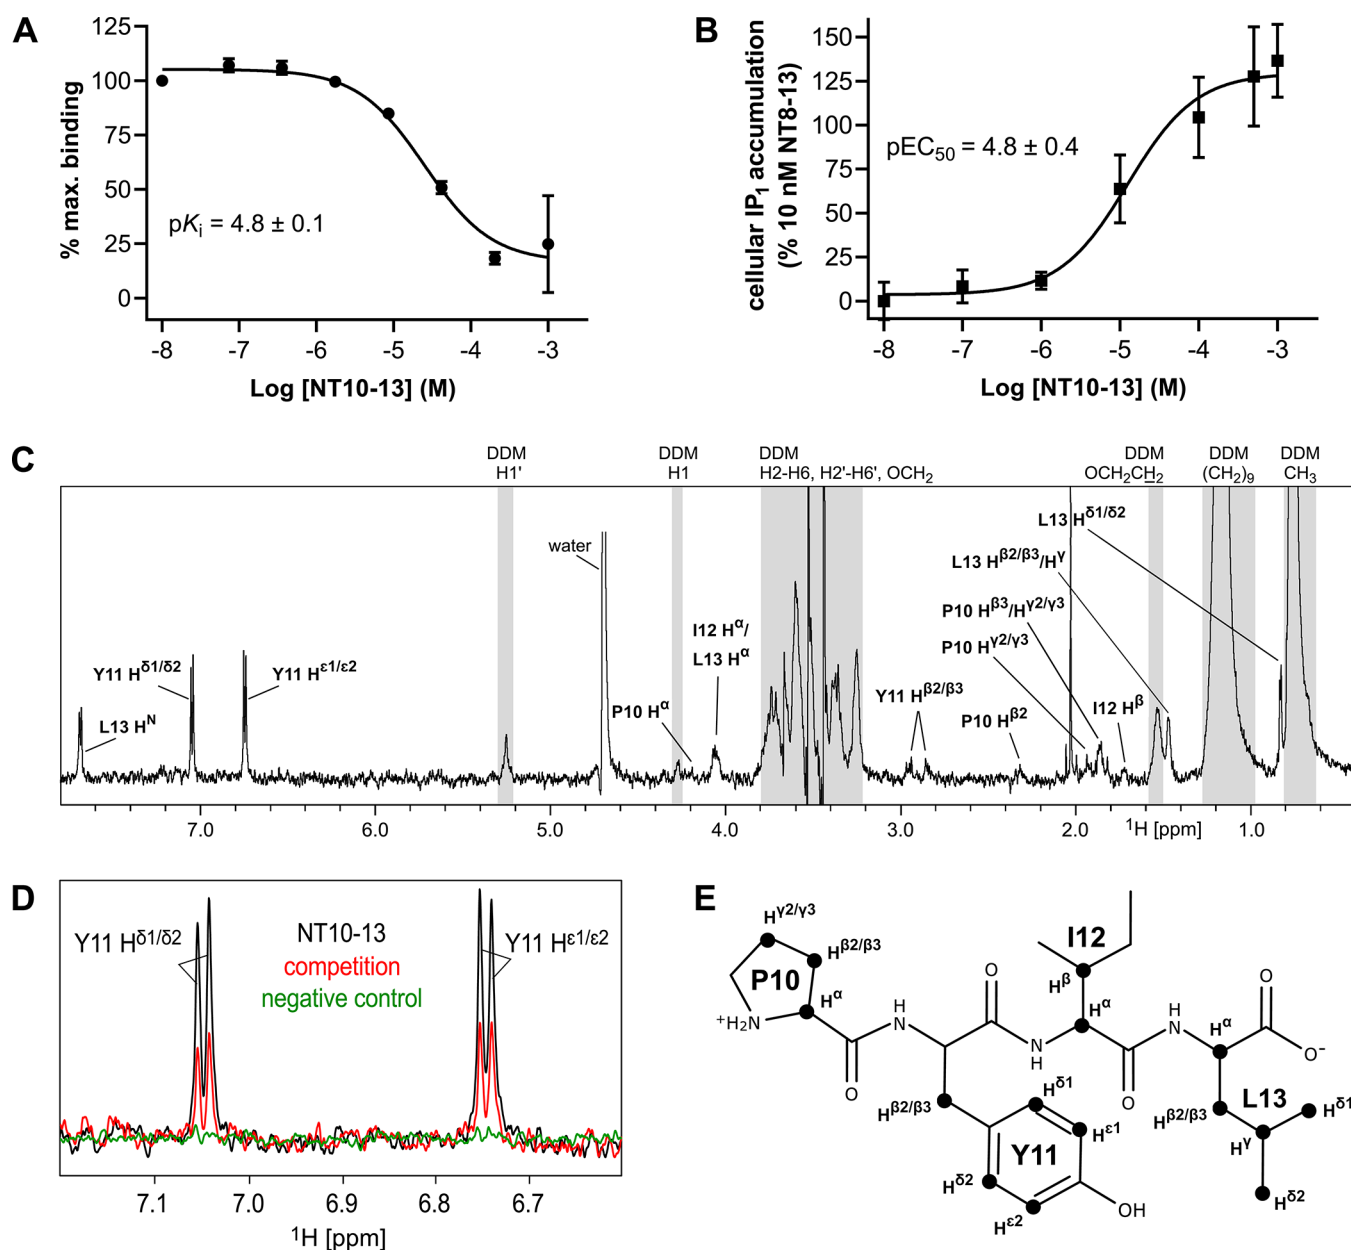 A
125
100
75
50
25
0
% max. binding
pKi = 4.8 ± 0.1
-8 -7 -6 -5 -4 -3
Log [NT10-13] (M)
B
150
125
100
75
50
25
0
cellular IP1 accumulation
(% 10 nM NT8-13)
pEC50 = 4.8 ± 0.4
-8 -7 -6 -5 -4 -3
Log [NT10-13] (M)
C
DDM
H1'
DDM
H1
DDM
H2-H6, H2'-H6', OCH2
DDM
OCH2CH2
DDM
(CH2)9
DDM
CH3
L13 Hδ1/δ2
water
L13 Hβ2/β3/Hγ
P10 Hβ3/Hγ2/γ3
I12 Hα/
L13 Hα
P10 Hγ2/γ3
Y11 Hδ1/δ2
Y11 Hε1/ε2
Y11 Hβ2/β3
I12 Hβ
P10 Hα
P10 Hβ2
L13 HN
7.0 6.0 5.0 4.0 3.0 2.0 1H [ppm] 1.0
D
Y11 Hδ1/δ2
NT10-13
Y11 Hε1/ε2
competition
negative control
7.1 7.0 6.9 6.8 6.7
1H [ppm]
E
Hγ2/γ3
I12
Hβ2/β3
P10
O
Hβ
O
+H2N
Hα
H
N
Hα
H
N
Hα
O-
O
N
H
O
Hδ1
L13
Hδ1
Hβ2/β3
Hβ2/β3
Hε1
Hγ
Y11
Hδ2
Hδ2
Hε2
OH